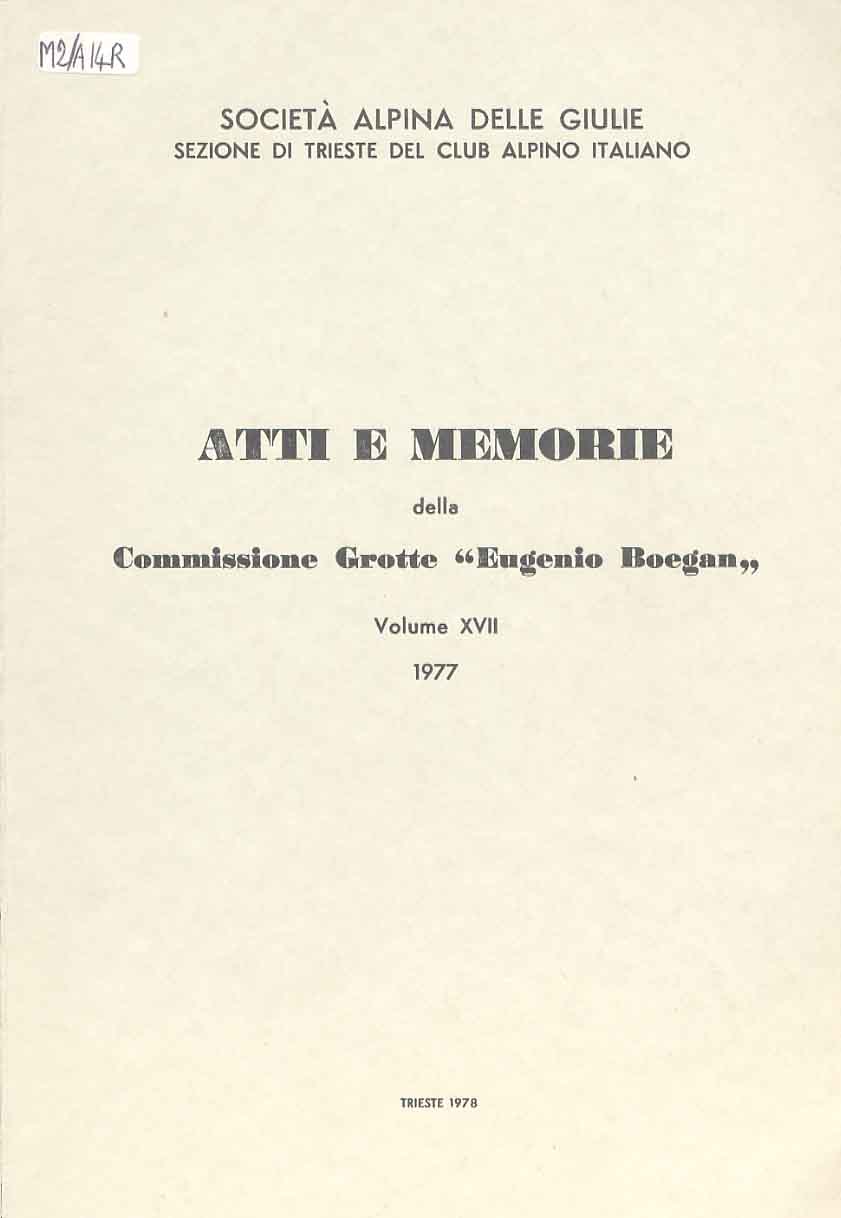 M2/A14R
SOCIETÀ ALPINA DELLE GIULIE
SEZIONE DI TRIESTE DEL CLUB ALPINO ITALIANO
ATTI E MEMORIE
della
Commissione Grotte “Eugenio Boegan„
Volume XVII
1977
TRIESTE 1978